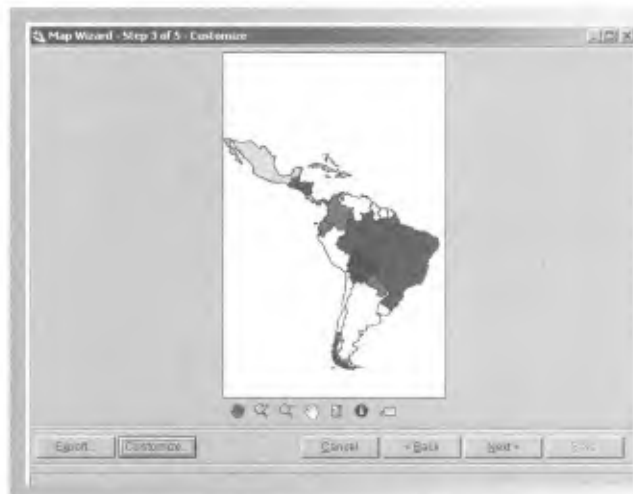 Map Wizard - Step 3 of 5 - Customize
Export...
Customize...
Cancel
< Back
Next >